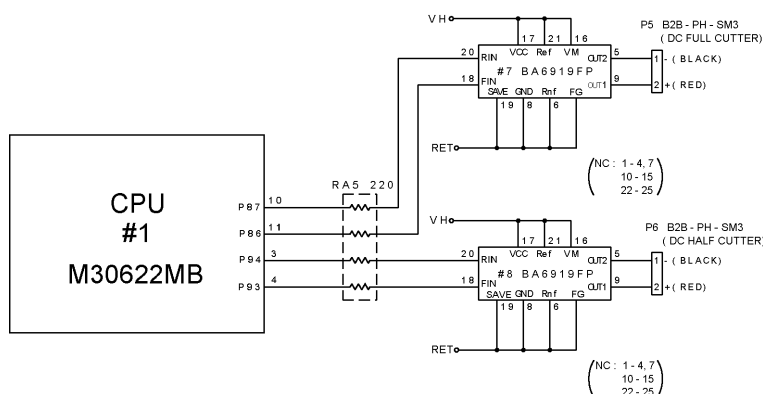 VH
P5 B2B-PH-SM3
(DC FULL CUTTER)
17 21 16
VCC Ref VM
20 RIN OUT2 5 1 -(BLACK)
#7 BA6919FP
18 FIN OUT1 9 2 +(RED)
SAVE GND Rnf FG
19 8 6
RET
(NC: 1-4, 7
10-15
22-25)
CPU
#1
M30622MB
RA5 220
P87 10
P86 11
P94 3
P93 4
VH
P6 B2B-PH-SM3
(DC HALF CUTTER)
17 21 16
VCC Ref VM
20 RIN OUT2 5 1 -(BLACK)
#8 BA6919FP
18 FIN OUT1 9 2 +(RED)
SAVE GND Rnf FG
19 8 6
RET
(NC: 1-4, 7
10-15
22-25)